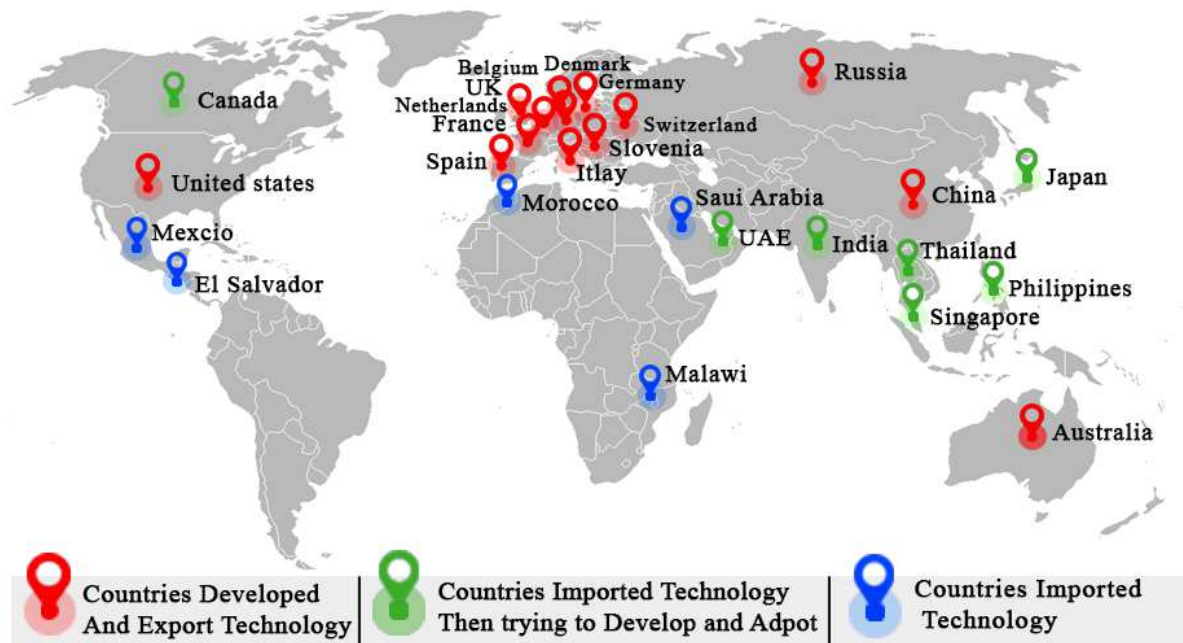 Belgium
Denmark
UK
Germany
Netherlands
France
Switzerland
Spain
Slovenia
Itlay
Russia
Canada
United states
Mexcio
El Salvador
Morocco
Saui Arabia
UAE
India
China
Japan
Thailand
Philippines
Singapore
Malawi
Australia
Countries Developed
And Export Technology
Countries Imported Technology
Then trying to Develop and Adpot
Countries Imported
Technology